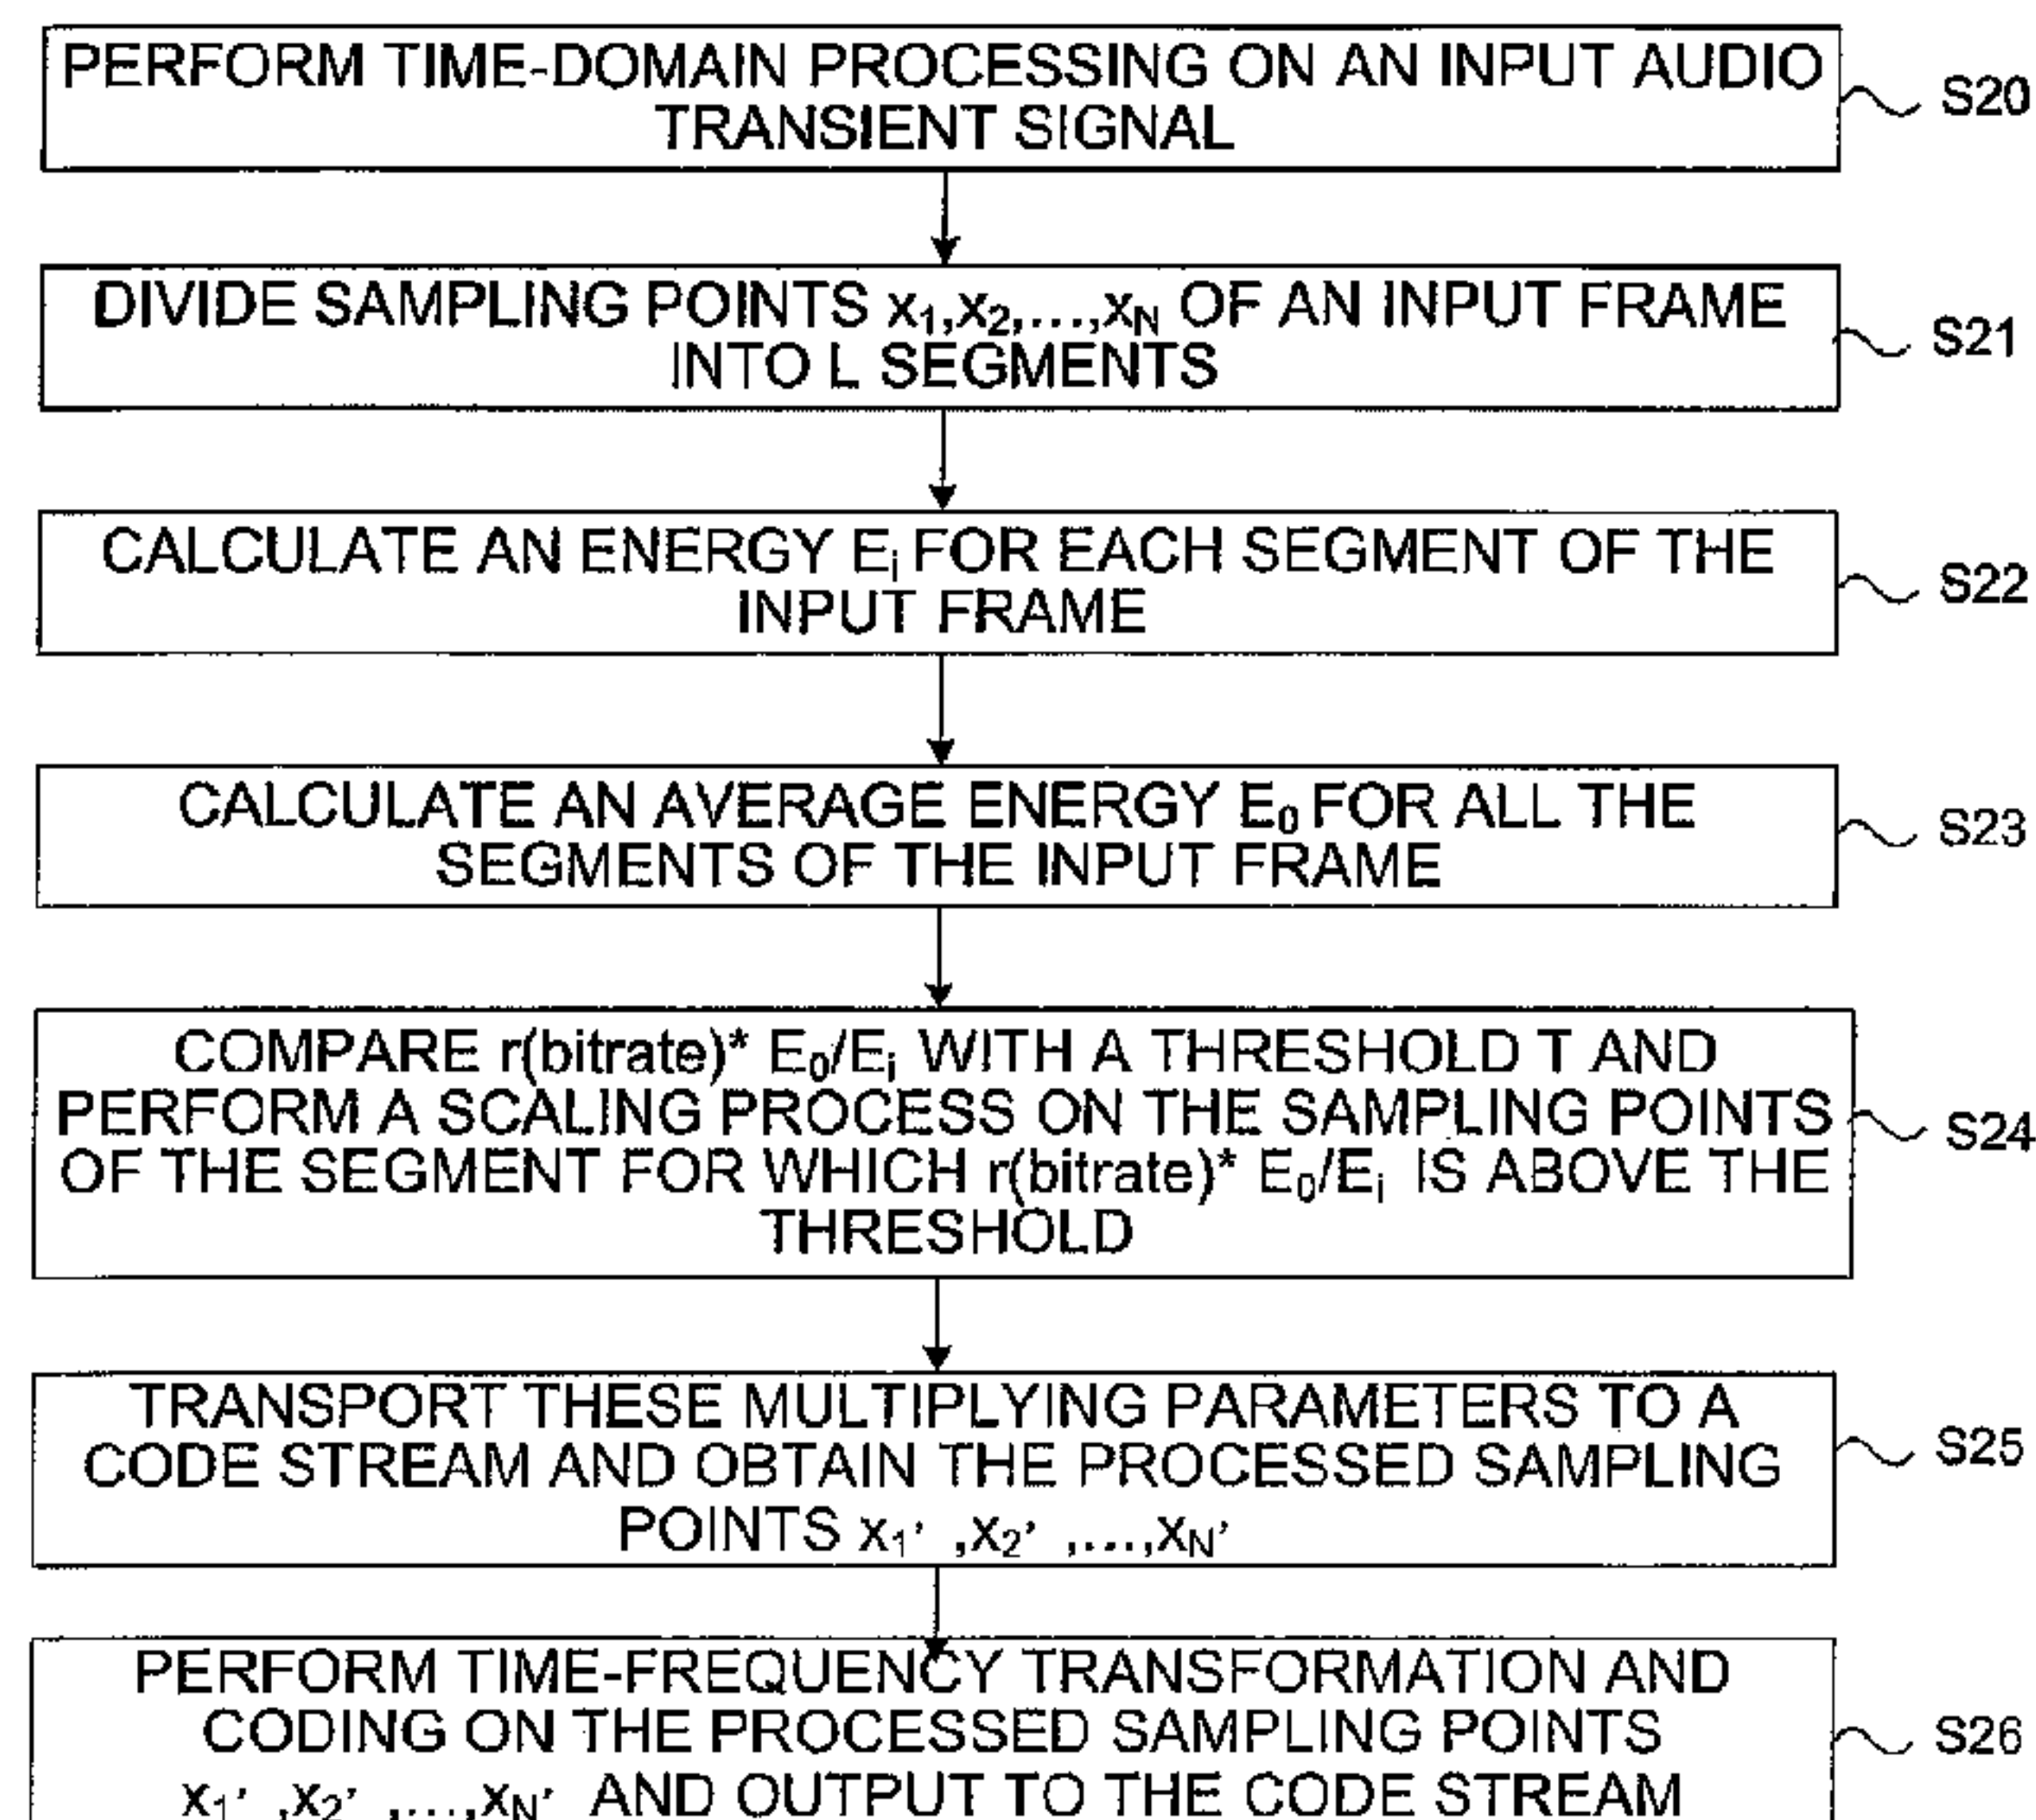 PERFORM TIME-DOMAIN PROCESSING ON AN INPUT AUDIO
TRANSIENT SIGNAL
S20
DIVIDE SAMPLING POINTS x₁,x₂,...,x_N OF AN INPUT FRAME
INTO L SEGMENTS
S21
CALCULATE AN ENERGY Eᵢ FOR EACH SEGMENT OF THE
INPUT FRAME
S22
CALCULATE AN AVERAGE ENERGY E₀ FOR ALL THE
SEGMENTS OF THE INPUT FRAME
S23
COMPARE r(bitrate)* E₀/Eᵢ WITH A THRESHOLD T AND
PERFORM A SCALING PROCESS ON THE SAMPLING POINTS
OF THE SEGMENT FOR WHICH r(bitrate)* E₀/Eᵢ IS ABOVE THE
THRESHOLD
S24
TRANSPORT THESE MULTIPLYING PARAMETERS TO A
CODE STREAM AND OBTAIN THE PROCESSED SAMPLING
POINTS x₁' ,x₂' ,...,x_N'
S25
PERFORM TIME-FREQUENCY TRANSFORMATION AND
CODING ON THE PROCESSED SAMPLING POINTS
x₁' ,x₂' ,...,x_N' AND OUTPUT TO THE CODE STREAM
S26